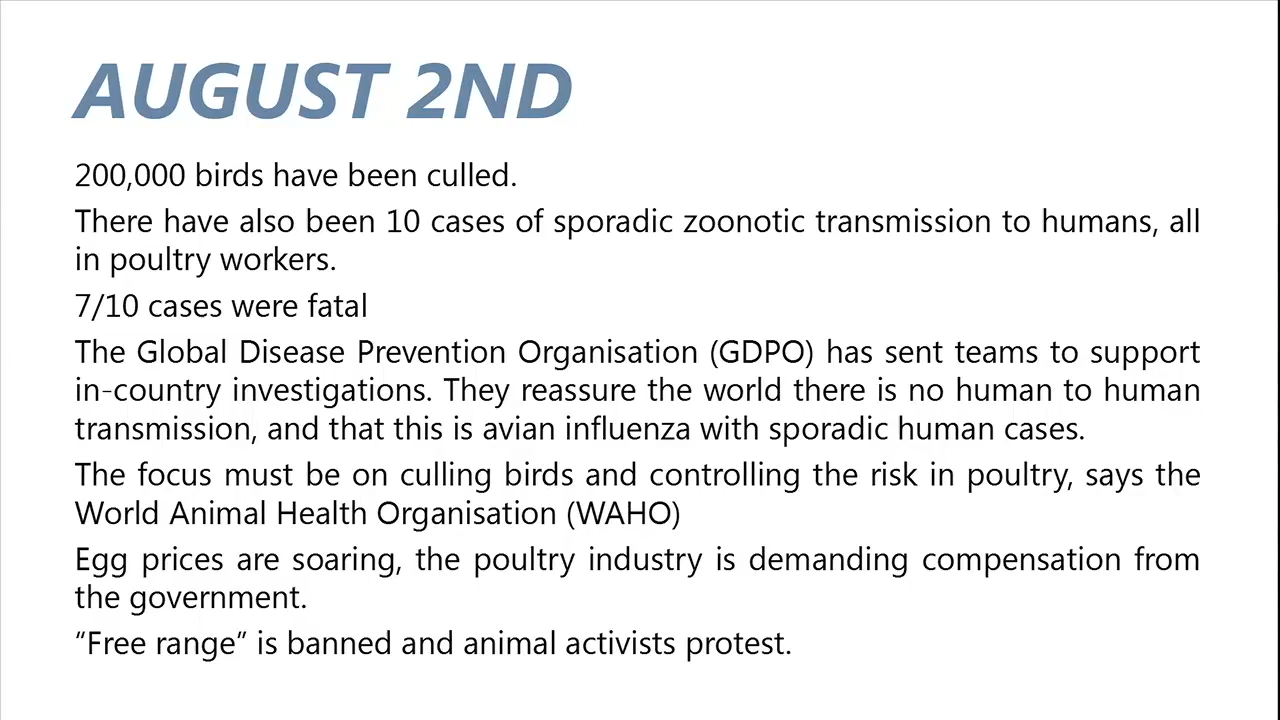 AUGUST 2ND
200,000 birds have been culled.
There have also been 10 cases of sporadic zoonotic transmission to humans, all
in poultry workers.
7/10 cases were fatal
The Global Disease Prevention Organisation (GDPO) has sent teams to support
in-country investigations. They reassure the world there is no human to human
transmission, and that this is avian influenza with sporadic human cases.
The focus must be on culling birds and controlling the risk in poultry, says the
World Animal Health Organisation (WAHO)
Egg prices are soaring, the poultry industry is demanding compensation from
the government.
“Free range” is banned and animal activists protest.